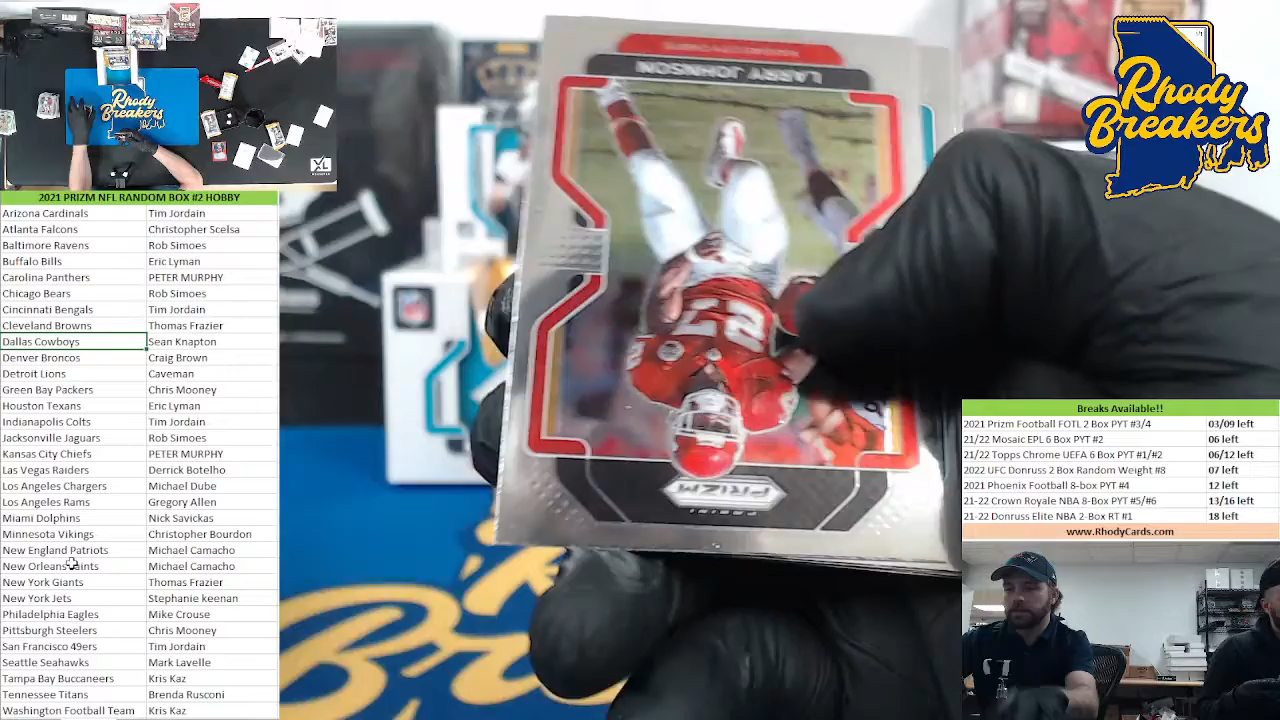 Rhody
Breakers
XL
2021 PRIZM NFL RANDOM BOX #2 HOBBY
Arizona Cardinals Tim Jordain
Atlanta Falcons Christopher Scelsa
Baltimore Ravens Rob Simoes
Buffalo Bills Eric Lyman
Carolina Panthers PETER MURPHY
Chicago Bears Rob Simoes
Cincinnati Bengals Tim Jordain
Cleveland Browns Thomas Frazier
Dallas Cowboys Sean Knapton
Denver Broncos Craig Brown
Detroit Lions Caveman
Green Bay Packers Chris Mooney
Houston Texans Eric Lyman
Indianapolis Colts Tim Jordain
Jacksonville Jaguars Rob Simoes
Kansas City Chiefs PETER MURPHY
Las Vegas Raiders Derrick Botelho
Los Angeles Chargers Michael Dube
Los Angeles Rams Gregory Allen
Miami Dolphins Nick Savickas
Minnesota Vikings Christopher Bourdon
New England Patriots Michael Camacho
New Orleans Saints Michael Camacho
New York Giants Thomas Frazier
New York Jets Stephanie keenan
Philadelphia Eagles Mike Crouse
Pittsburgh Steelers Chris Mooney
San Francisco 49ers Tim Jordain
Seattle Seahawks Mark Lavelle
Tampa Bay Buccaneers Kris Kaz
Tennessee Titans Brenda Rusconi
Washington Football Team Kris Kaz
LARRY JOHNSON
27
PRIZM
PANINI
NFL
Rhody
Breakers
Breaks Available!!
2021 Prizm Football FOTL 2 Box PYT #3/4 03/09 left
21/22 Mosaic EPL 6 Box PYT #2 06 left
21/22 Topps Chrome UEFA 6 Box PYT #1/#2 06/12 left
2022 UFC Donruss 2 Box Random Weight #8 07 left
2021 Phoenix Football 8-box PYT #4 12 left
21-22 Crown Royale NBA 8-Box PYT #5/#6 13/16 left
21-22 Donruss Elite NBA 2-Box RT #1 18 left
www.RhodyCards.com